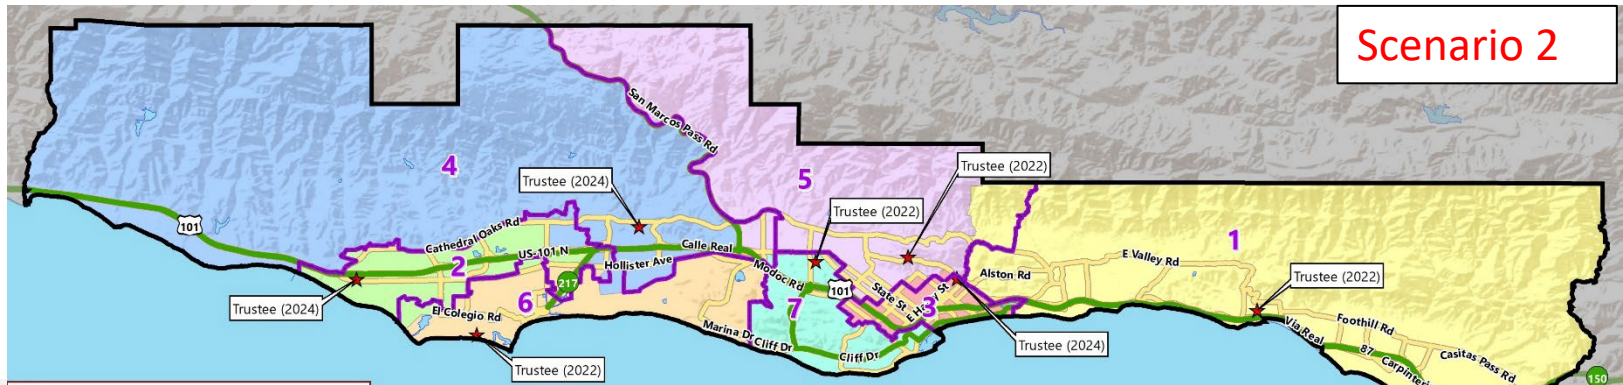 Scenario 2
San Marcos Pass Rd
4
5
Trustee (2022)
Trustee (2024)
Trustee (2022)
101
Cathedral Oaks Rd
US-101 N
Calle Real
1
E Valley Rd
2
Hollister Ave
Modoc Rd
Alston Rd
217
101
State St
Trustee (2022)
Trustee (2024)
6
7
E Haley St
3
El Colegio Rd
Marina Dr
Cliff Dr
Cliff Dr
Via Real
Foothill Rd
Trustee (2024)
87
Casitas Pass Rd
Trustee (2022)
Carpinteri
150